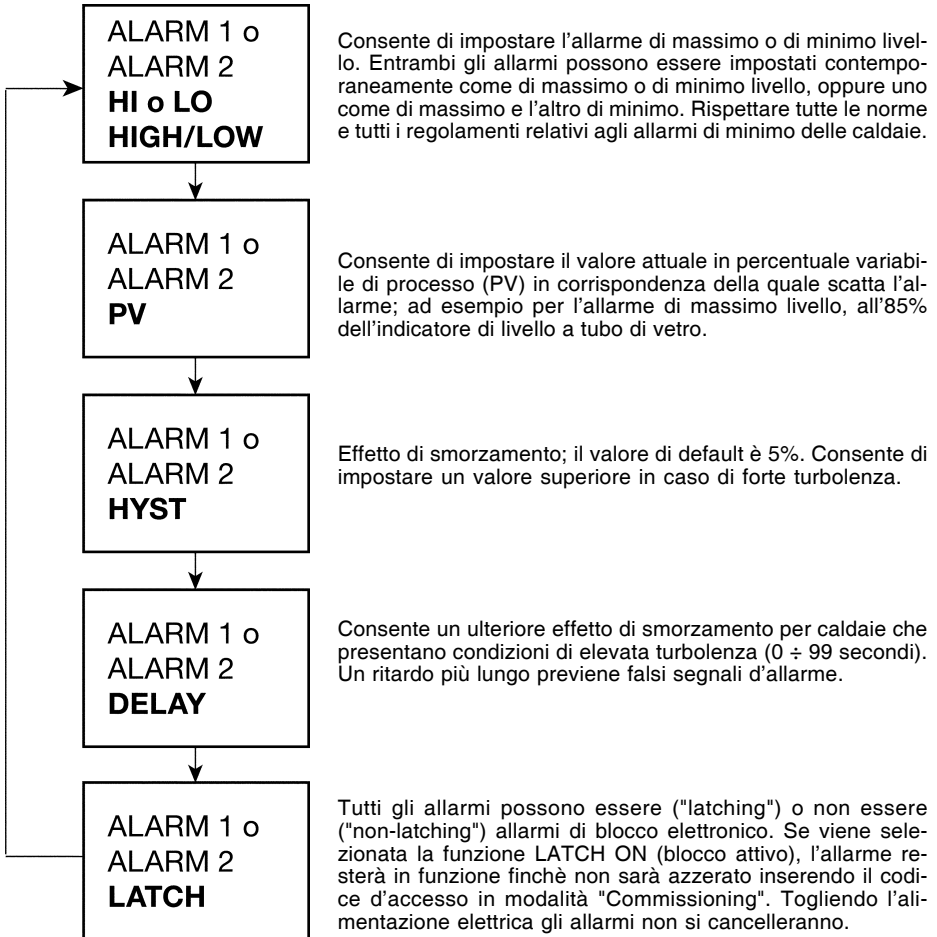 ALARM 1 o
ALARM 2
HI o LO
HIGH/LOW
Consente di impostare l'allarme di massimo o di minimo livel-
lo. Entrambi gli allarmi possono essere impostati contempo-
raneamente come di massimo o di minimo livello, oppure uno
come di massimo e l'altro di minimo. Rispettare tutte le norme
e tutti i regolamenti relativi agli allarmi di minimo delle caldaie.
ALARM 1 o
ALARM 2
PV
Consente di impostare il valore attuale in percentuale variabi-
le di processo (PV) in corrispondenza della quale scatta l'al-
larme; ad esempio per l'allarme di massimo livello, all'85%
dell'indicatore di livello a tubo di vetro.
ALARM 1 o
ALARM 2
HYST
Effetto di smorzamento; il valore di default è 5%. Consente di
impostare un valore superiore in caso di forte turbolenza.
ALARM 1 o
ALARM 2
DELAY
Consente un ulteriore effetto di smorzamento per caldaie che
presentano condizioni di elevata turbolenza (0 ÷ 99 secondi).
Un ritardo più lungo previene falsi segnali d'allarme.
ALARM 1 o
ALARM 2
LATCH
Tutti gli allarmi possono essere ("latching") o non essere
("non-latching") allarmi di blocco elettronico. Se viene sele-
zionata la funzione LATCH ON (blocco attivo), l'allarme re-
sterà in funzione finchè non sarà azzerato inserendo il codi-
ce d'accesso in modalità "Commissioning". Togliendo l'ali-
mentazione elettrica gli allarmi non si cancelleranno.